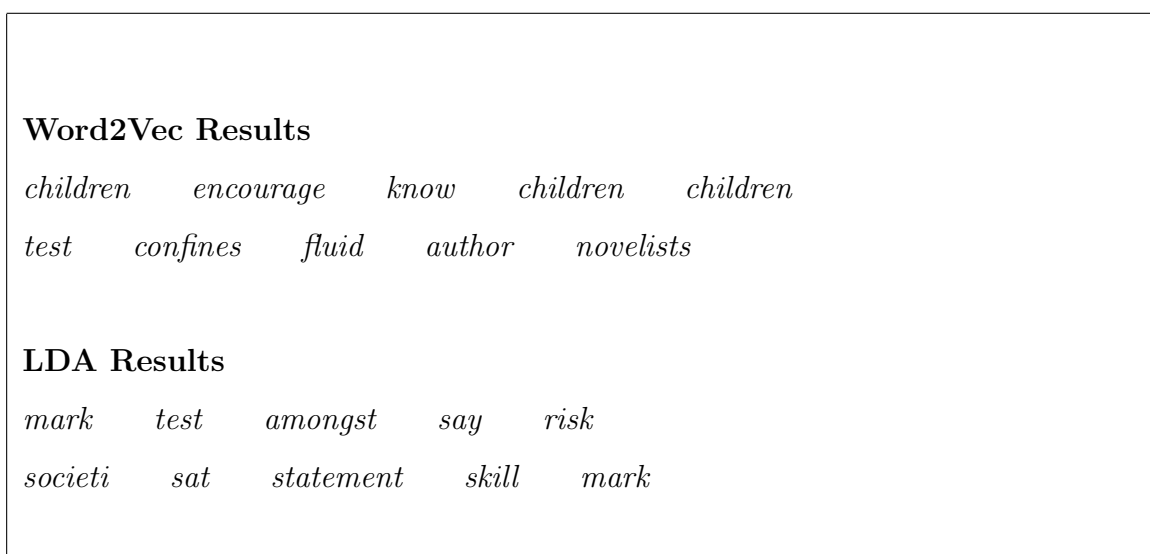 Word2Vec Results
children encourage know children children
test confines fluid author novelists
LDA Results
mark test amongst say risk
societi sat statement skill mark